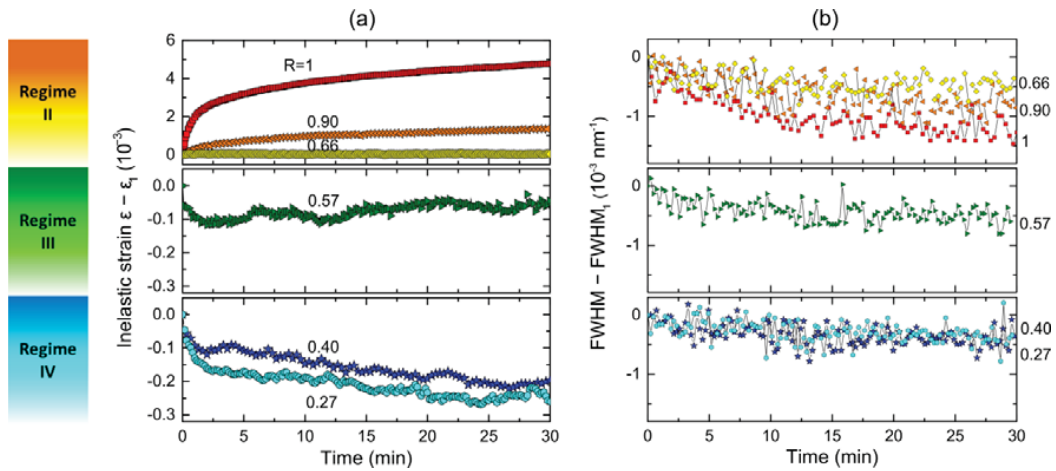 (a)
(b)
Regime
II
Regime
III
Regime
IV
Inelastic strain ε − ε₁ (10⁻³)
6
4
2
0
R=1
0.90
0.66
0.0
-0.1
-0.2
-0.3
0.57
0.0
-0.1
-0.2
-0.3
0.40
0.27
0 5 10 15 20 25 30
Time (min)
FWHM − FWHM₁ (10⁻³ nm⁻¹)
0
-1
0.66
0.90
1
0
-1
0.57
0
-1
0.40
0.27
0 5 10 15 20 25 30
Time (min)